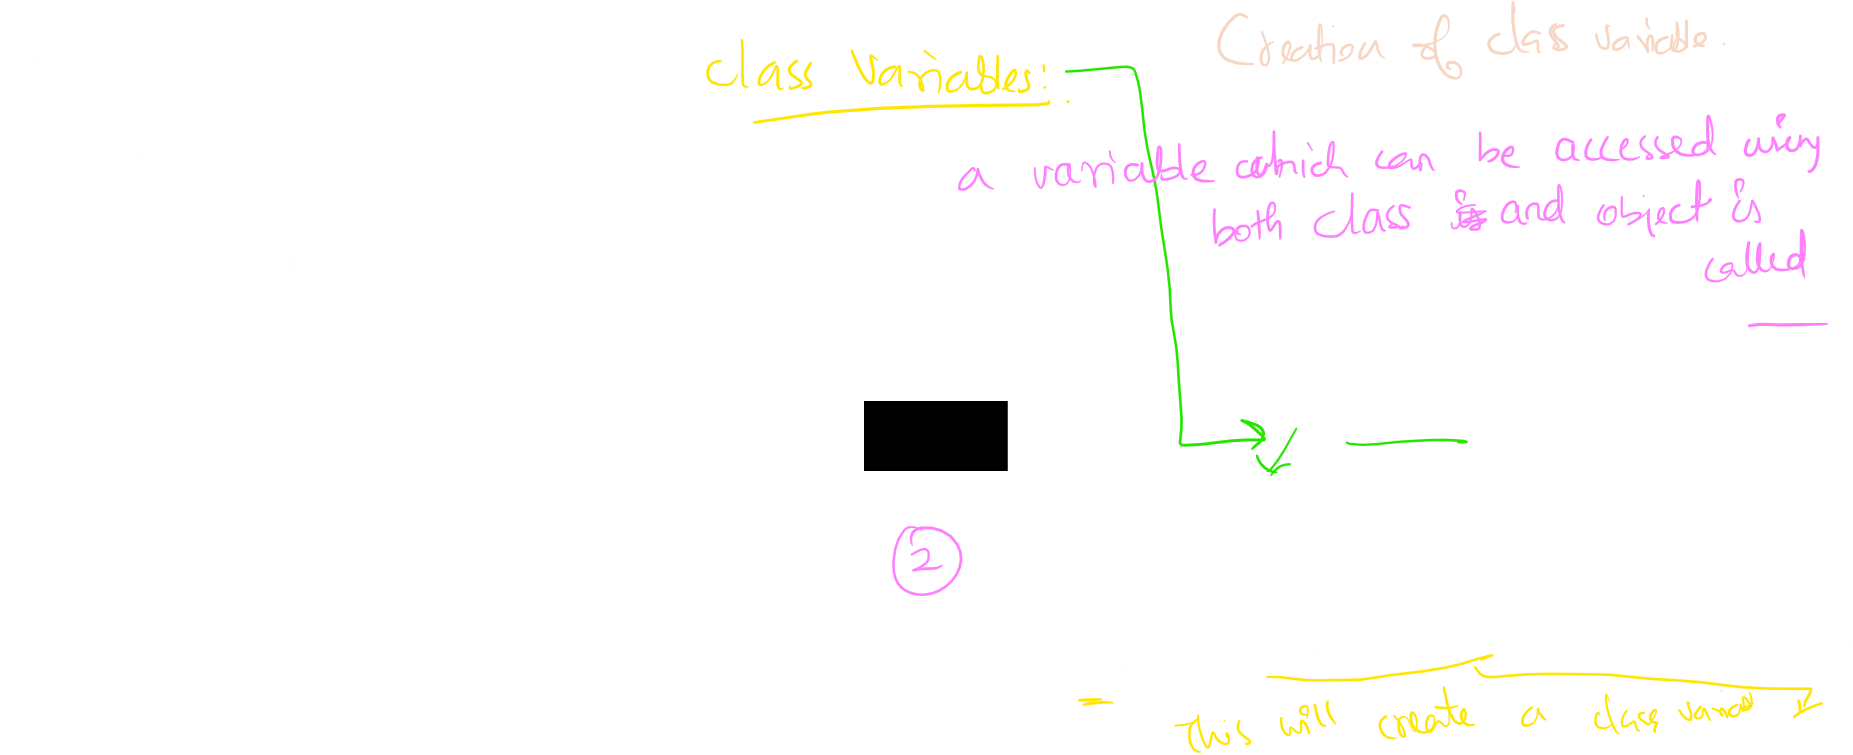 Creation of class variable.
class Variables:
a variable which can be accessed using
both class and object is
called
2
This will create a class